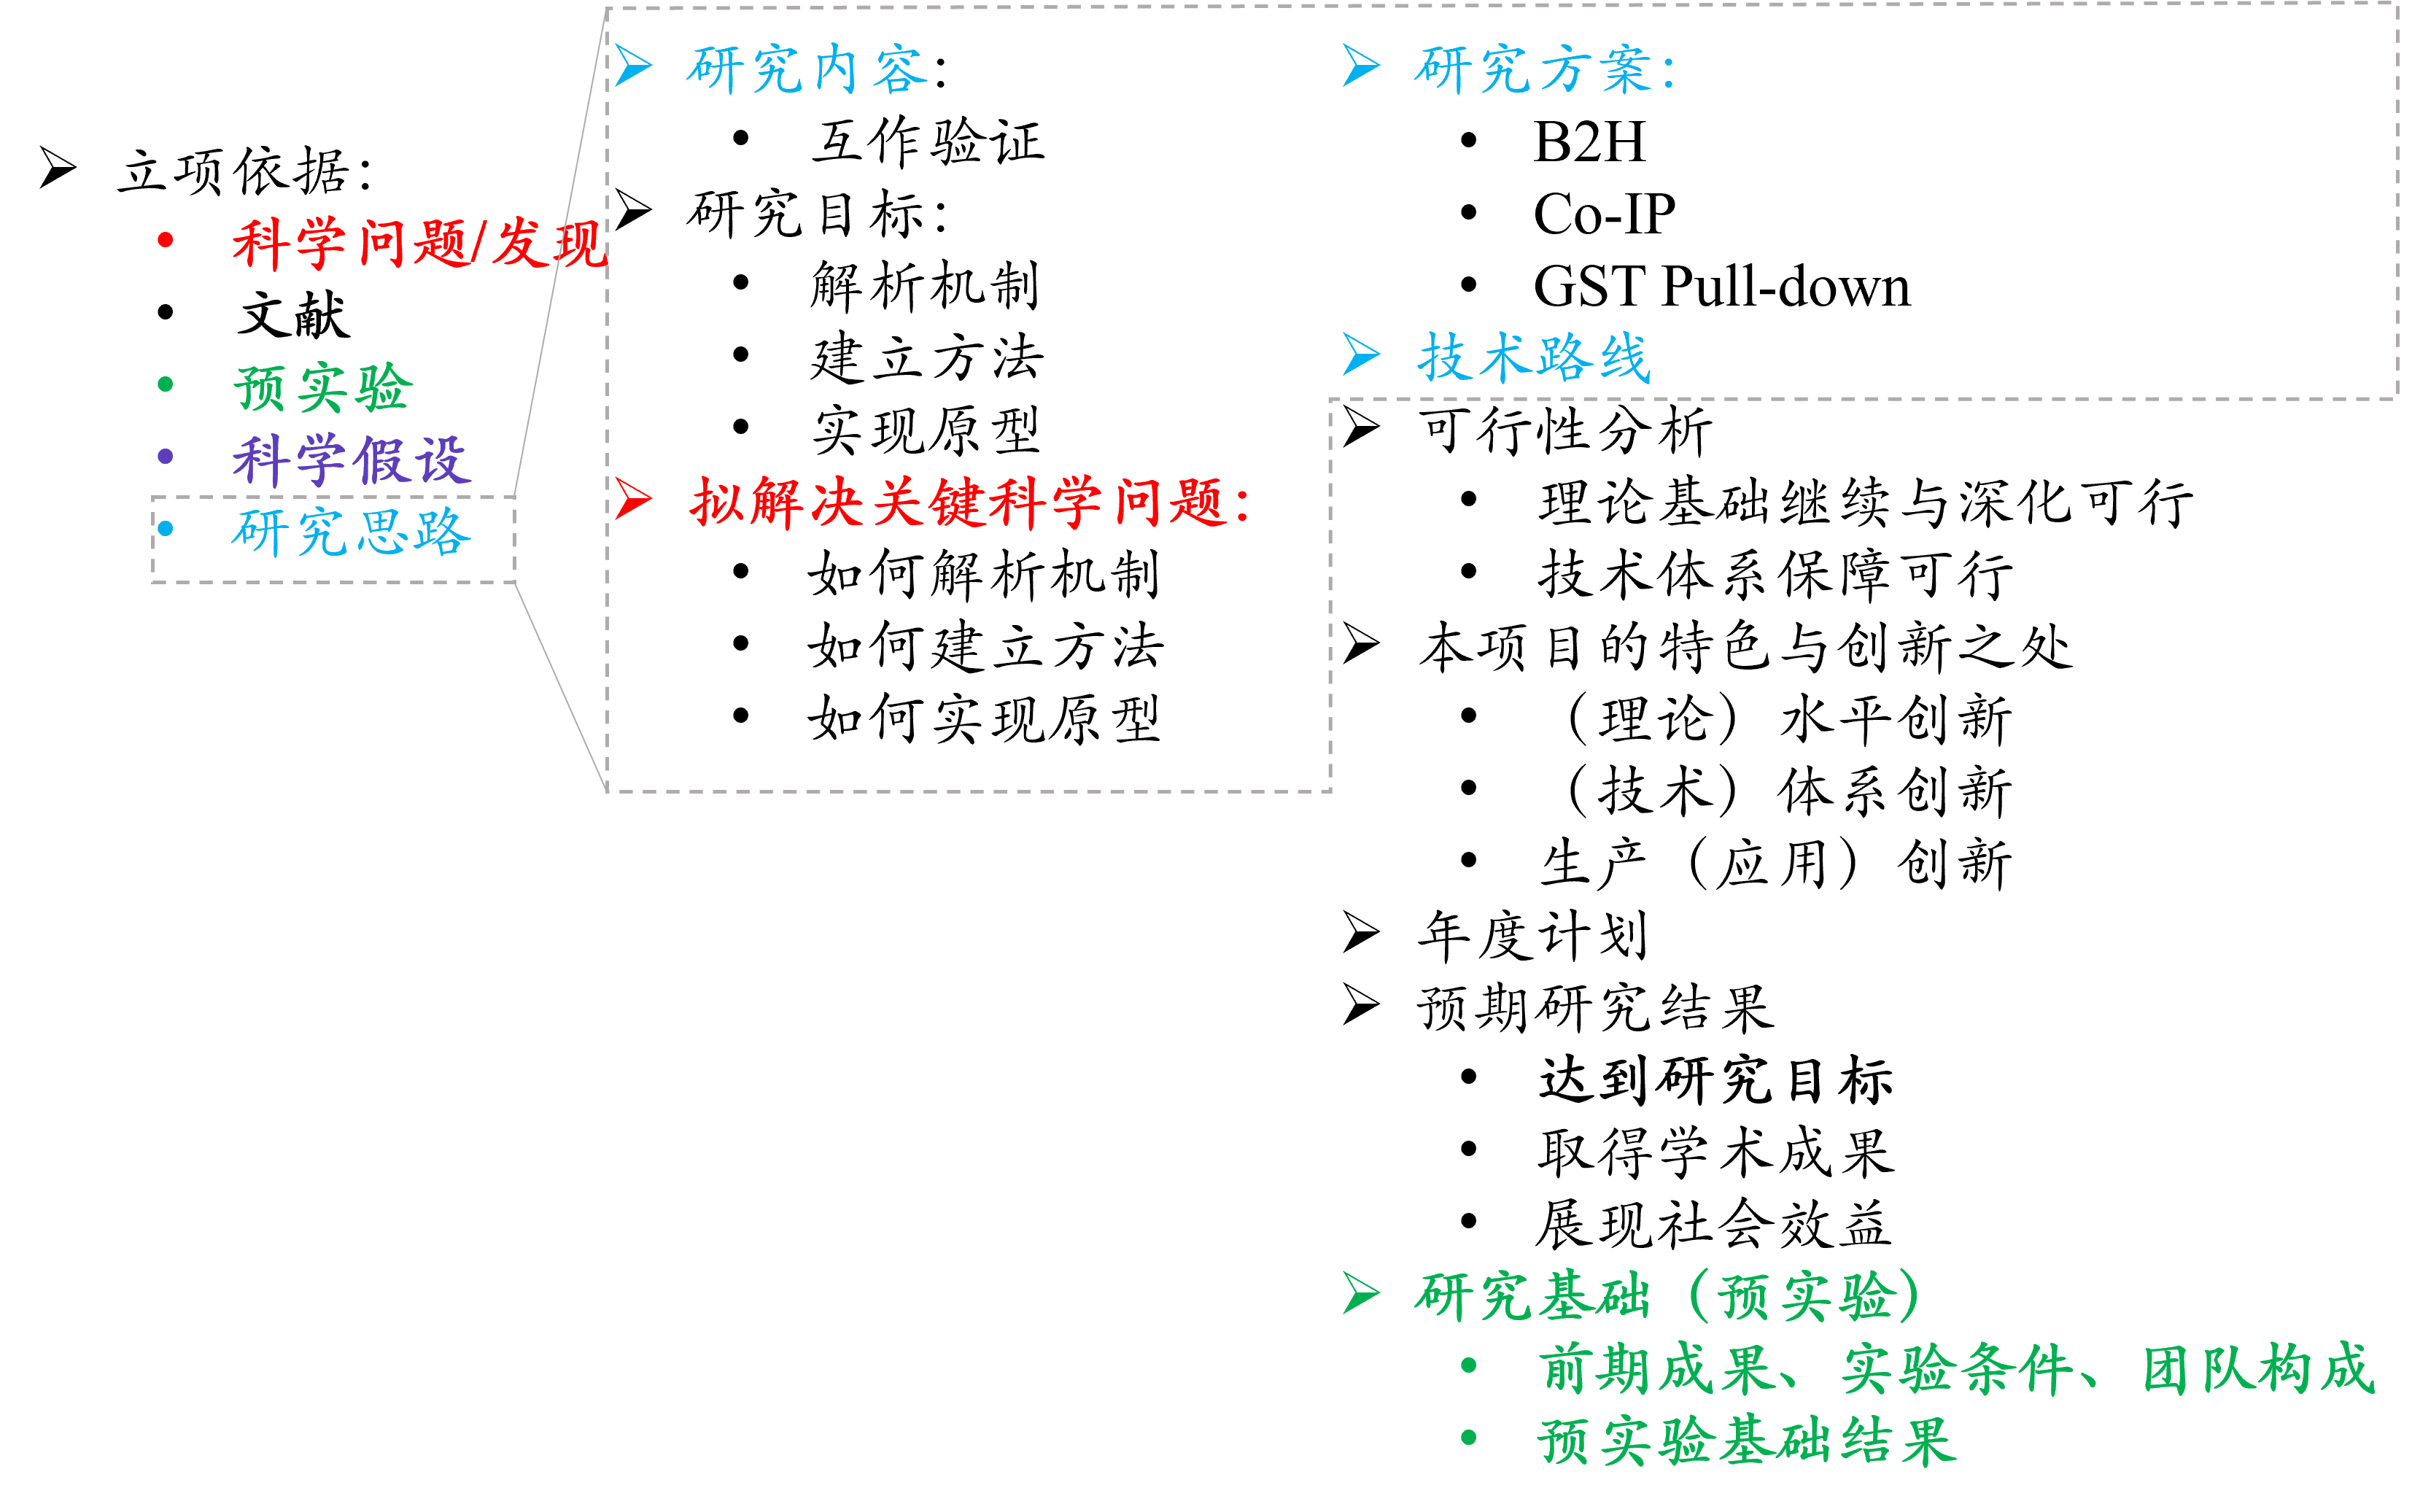 立项依据：
科学问题/发现
文献
预实验
科学假设
研究思路
研究内容：
互作验证
研究目标：
解析机制
建立方法
实现原型
拟解决关键科学问题：
如何解析机制
如何建立方法
如何实现原型
研究方案：
B2H
Co-IP
GST Pull-down
技术路线
可行性分析
理论基础继续与深化可行
技术体系保障可行
本项目的特色与创新之处
（理论）水平创新
（技术）体系创新
生产（应用）创新
年度计划
预期研究结果
达到研究目标
取得学术成果
展现社会效益
研究基础（预实验）
前期成果、实验条件、团队构成
预实验基础结果